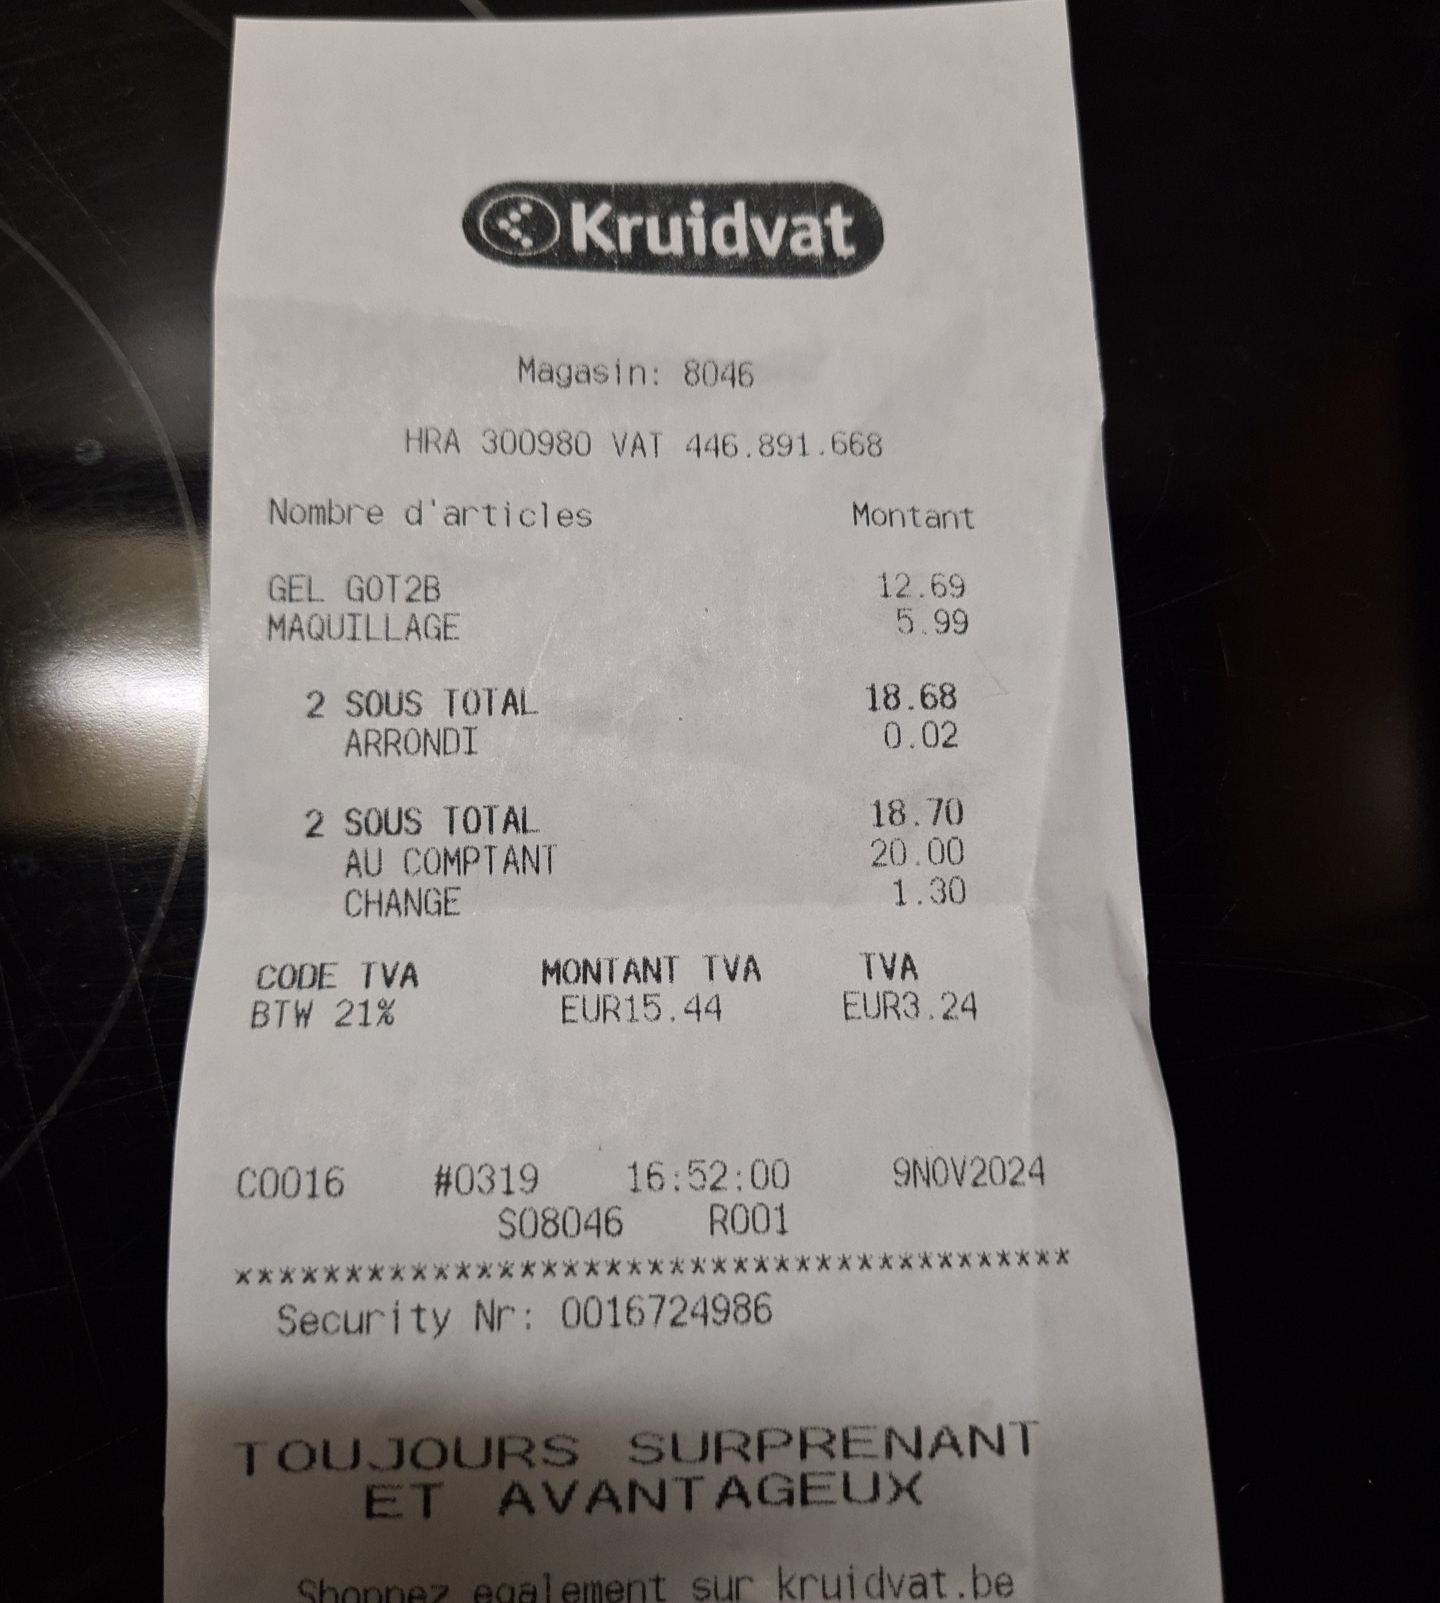 Kruidvat
Magasin: 8046
HRA 300980 VAT 446.891.668
Nombre d'articles Montant
GEL GOT2B 12.69
MAQUILLAGE 5.99
2 SOUS TOTAL 18.68
ARRONDI 0.02
2 SOUS TOTAL 18.70
AU COMPTANT 20.00
CHANGE 1.30
CODE TVA MONTANT TVA TVA
BTW 21% EUR15.44 EUR3.24
C0016 #0319 16:52:00 9NOV2024
S08046 R001
***************************************
Security Nr: 0016724986
TOUJOURS SURPRENANT
ET AVANTAGEUX
Shoppez egalement sur kruidvat.be